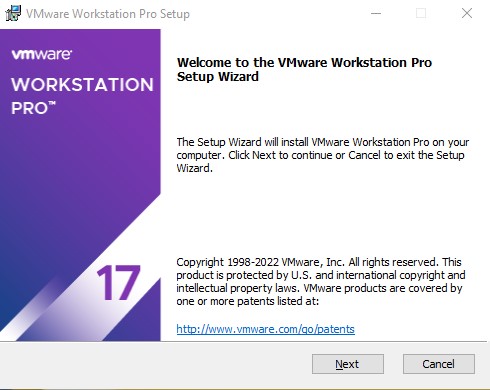 VMware Workstation Pro Setup
vmware®
WORKSTATION
PRO™
17
Welcome to the VMware Workstation Pro
Setup Wizard
The Setup Wizard will install VMware Workstation Pro on your
computer. Click Next to continue or Cancel to exit the Setup
Wizard.
Copyright 1998-2022 VMware, Inc. All rights reserved. This
product is protected by U.S. and international copyright and
intellectual property laws. VMware products are covered by
one or more patents listed at:
http://www.vmware.com/go/patents
Next
Cancel